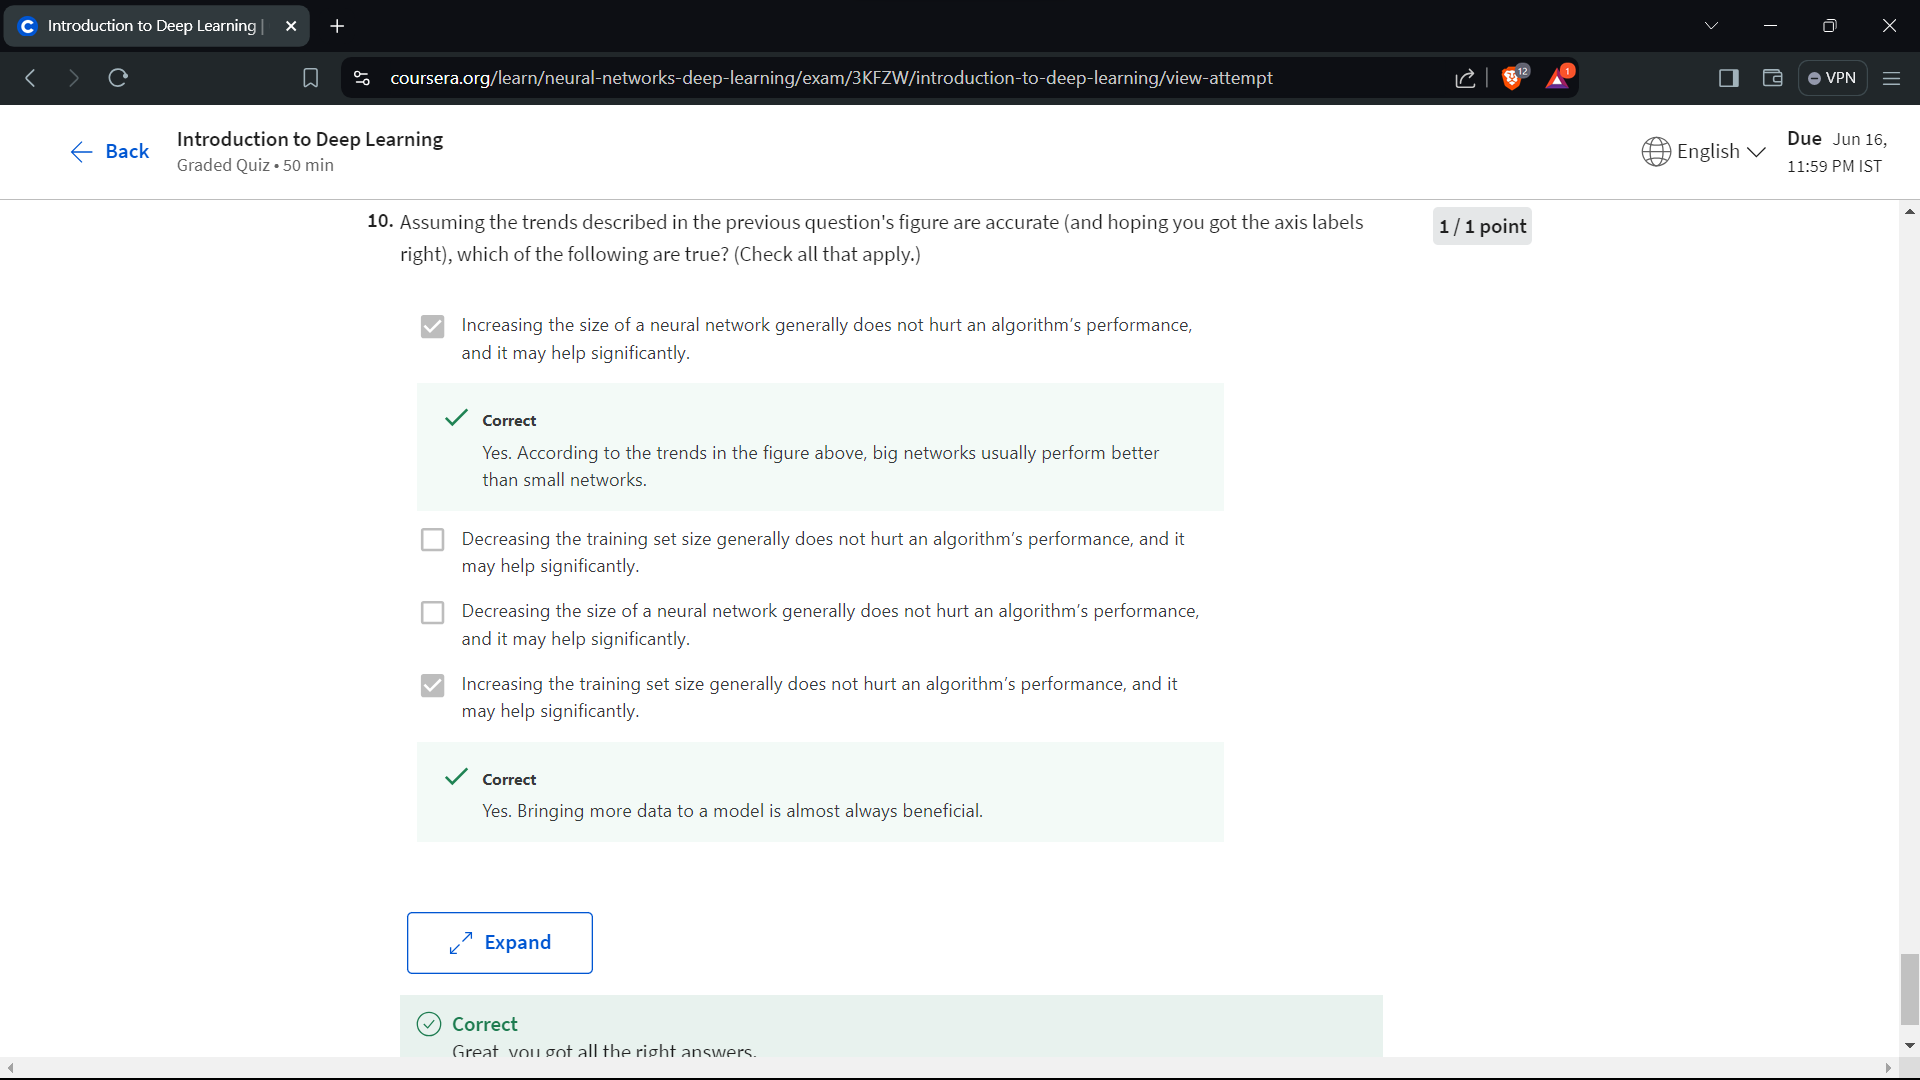 Introduction to Deep Learning |
coursera.org/learn/neural-networks-deep-learning/exam/3KFZW/introduction-to-deep-learning/view-attempt
12
1
VPN
Back
Introduction to Deep Learning
Graded Quiz • 50 min
English
Due Jun 16,
11:59 PM IST
10. Assuming the trends described in the previous question's figure are accurate (and hoping you got the axis labels
right), which of the following are true? (Check all that apply.)
1 / 1 point
Increasing the size of a neural network generally does not hurt an algorithm’s performance,
and it may help significantly.
Correct
Yes. According to the trends in the figure above, big networks usually perform better
than small networks.
Decreasing the training set size generally does not hurt an algorithm’s performance, and it
may help significantly.
Decreasing the size of a neural network generally does not hurt an algorithm’s performance,
and it may help significantly.
Increasing the training set size generally does not hurt an algorithm’s performance, and it
may help significantly.
Correct
Yes. Bringing more data to a model is almost always beneficial.
Expand
Correct
Great, you got all the right answers.